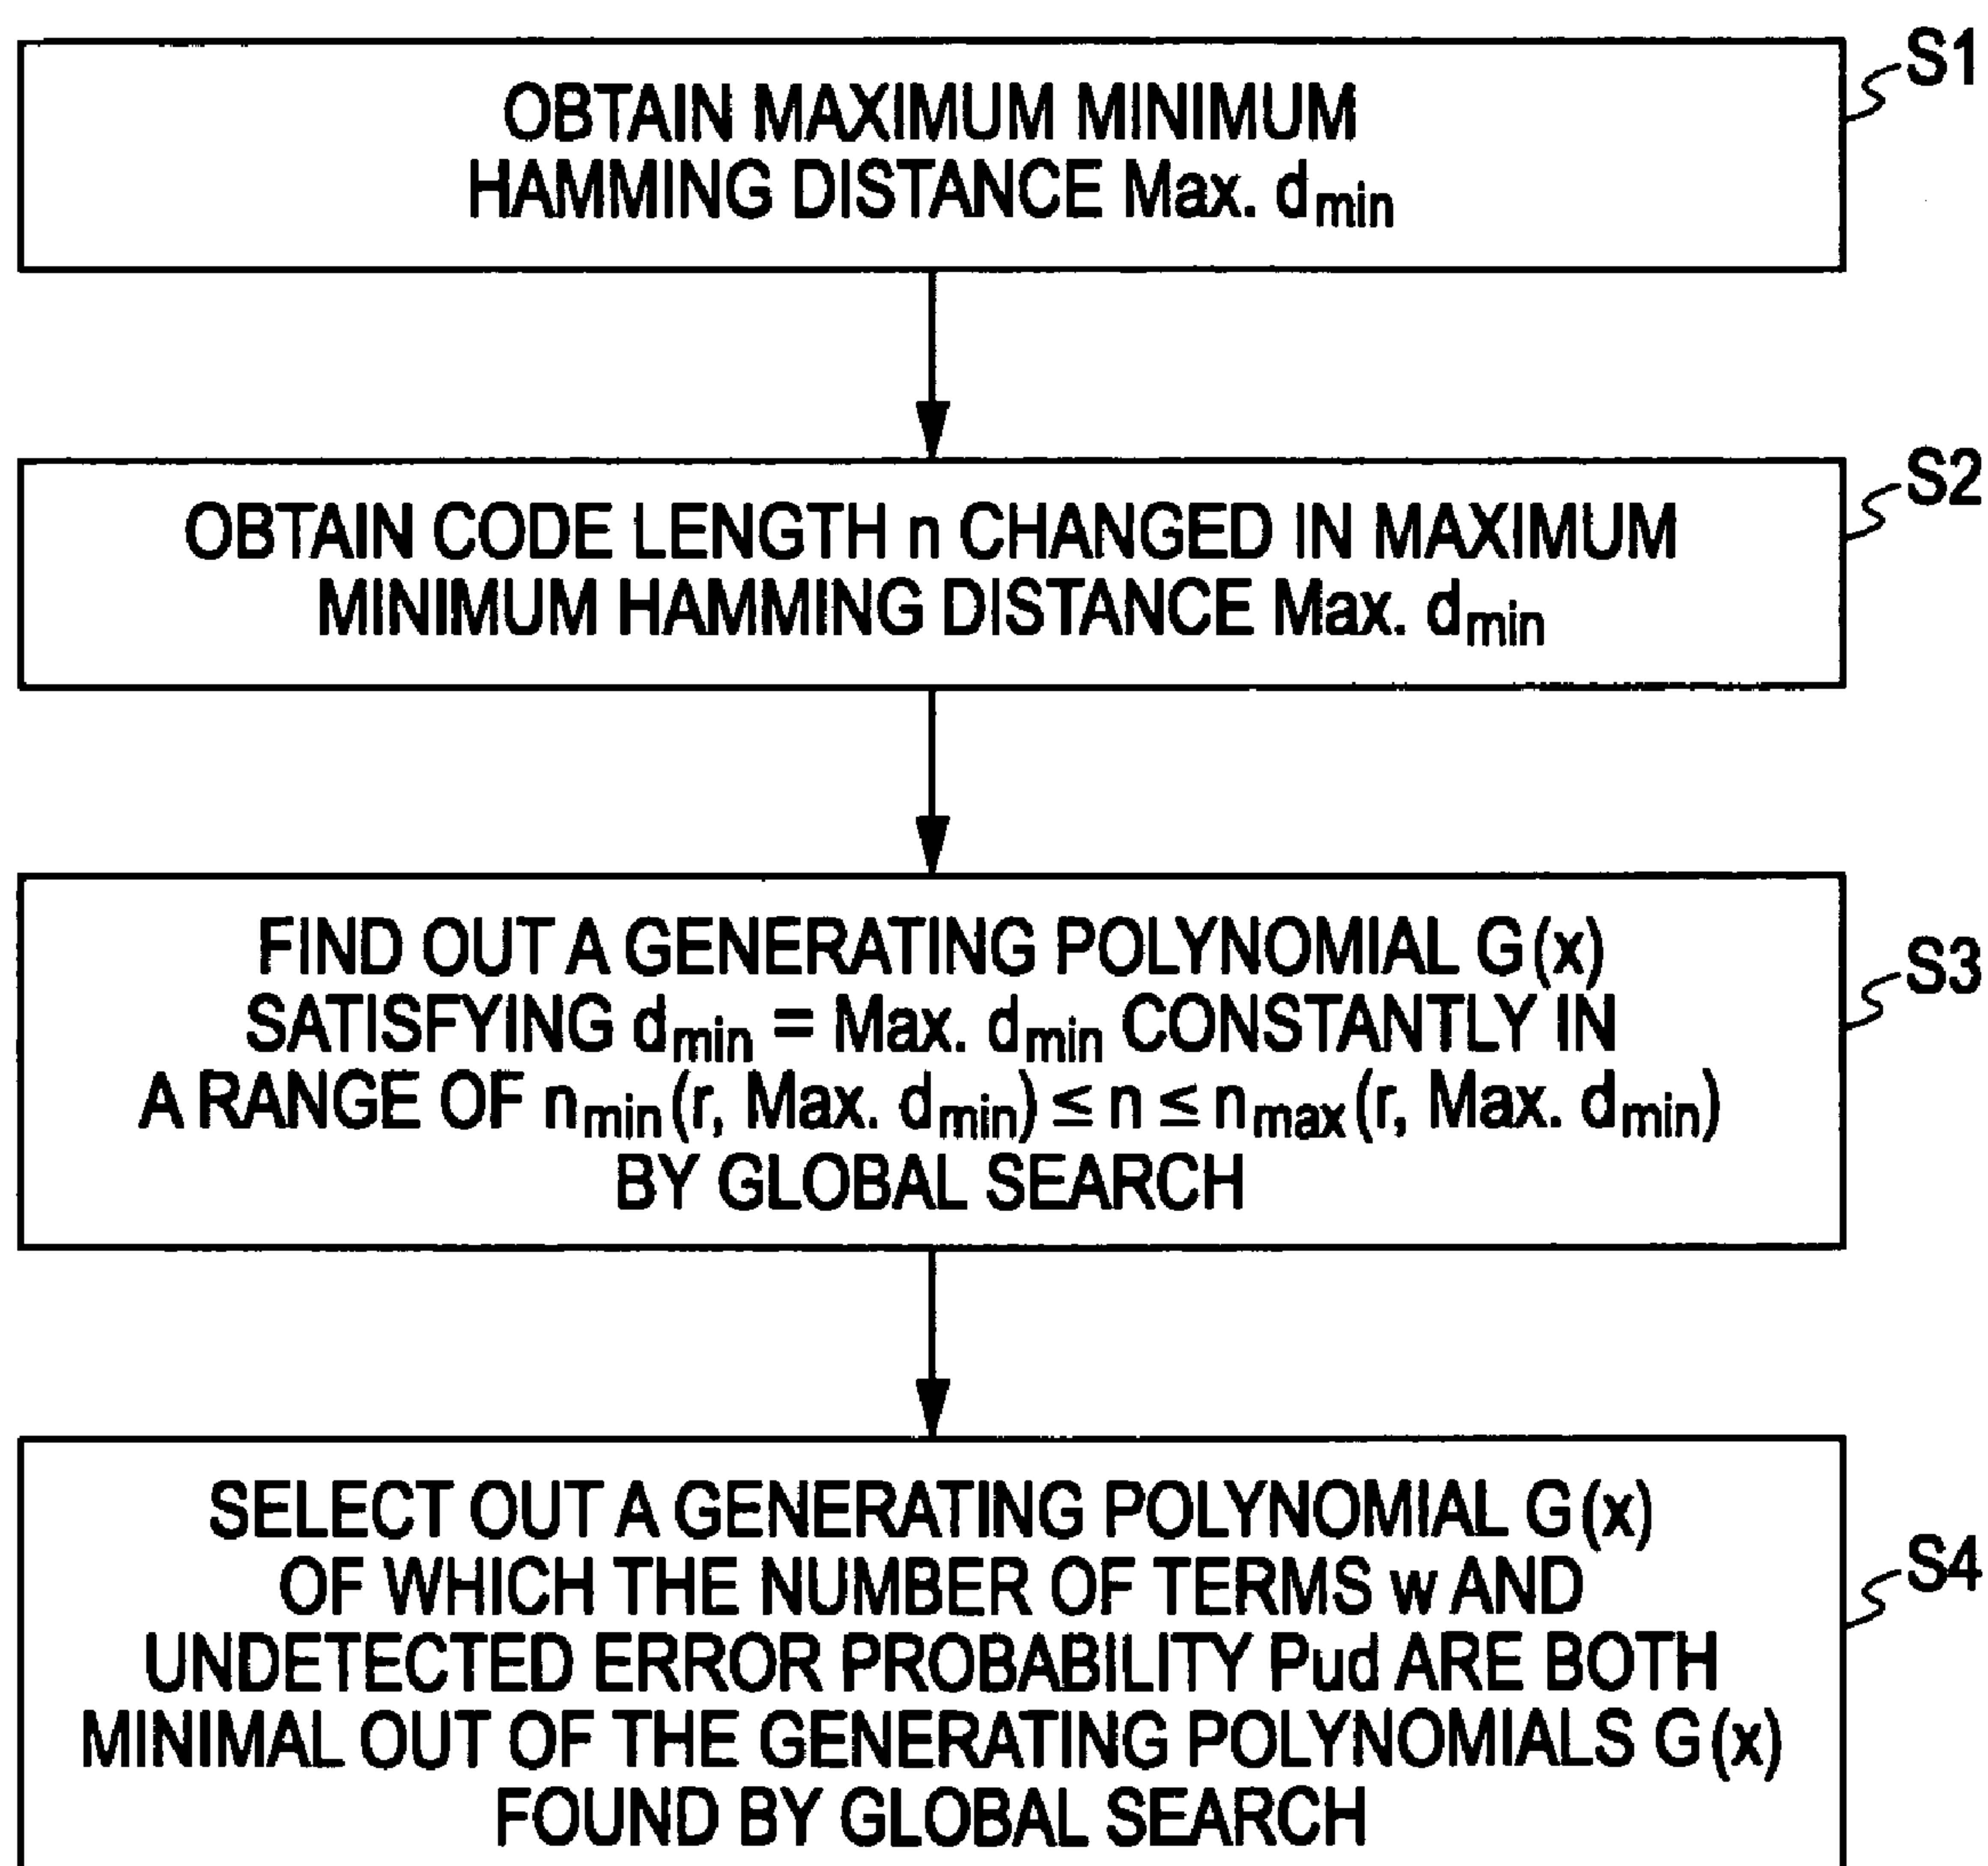 S1
OBTAIN MAXIMUM MINIMUM
HAMMING DISTANCE Max. dmin
S2
OBTAIN CODE LENGTH n CHANGED IN MAXIMUM
MINIMUM HAMMING DISTANCE Max. dmin
S3
FIND OUT A GENERATING POLYNOMIAL G(x)
SATISFYING dmin = Max. dmin CONSTANTLY IN
A RANGE OF nmin(r, Max. dmin) ≤ n ≤ nmax(r, Max. dmin)
BY GLOBAL SEARCH
S4
SELECT OUT A GENERATING POLYNOMIAL G(x)
OF WHICH THE NUMBER OF TERMS w AND
UNDETECTED ERROR PROBABILITY Pud ARE BOTH
MINIMAL OUT OF THE GENERATING POLYNOMIALS G(x)
FOUND BY GLOBAL SEARCH